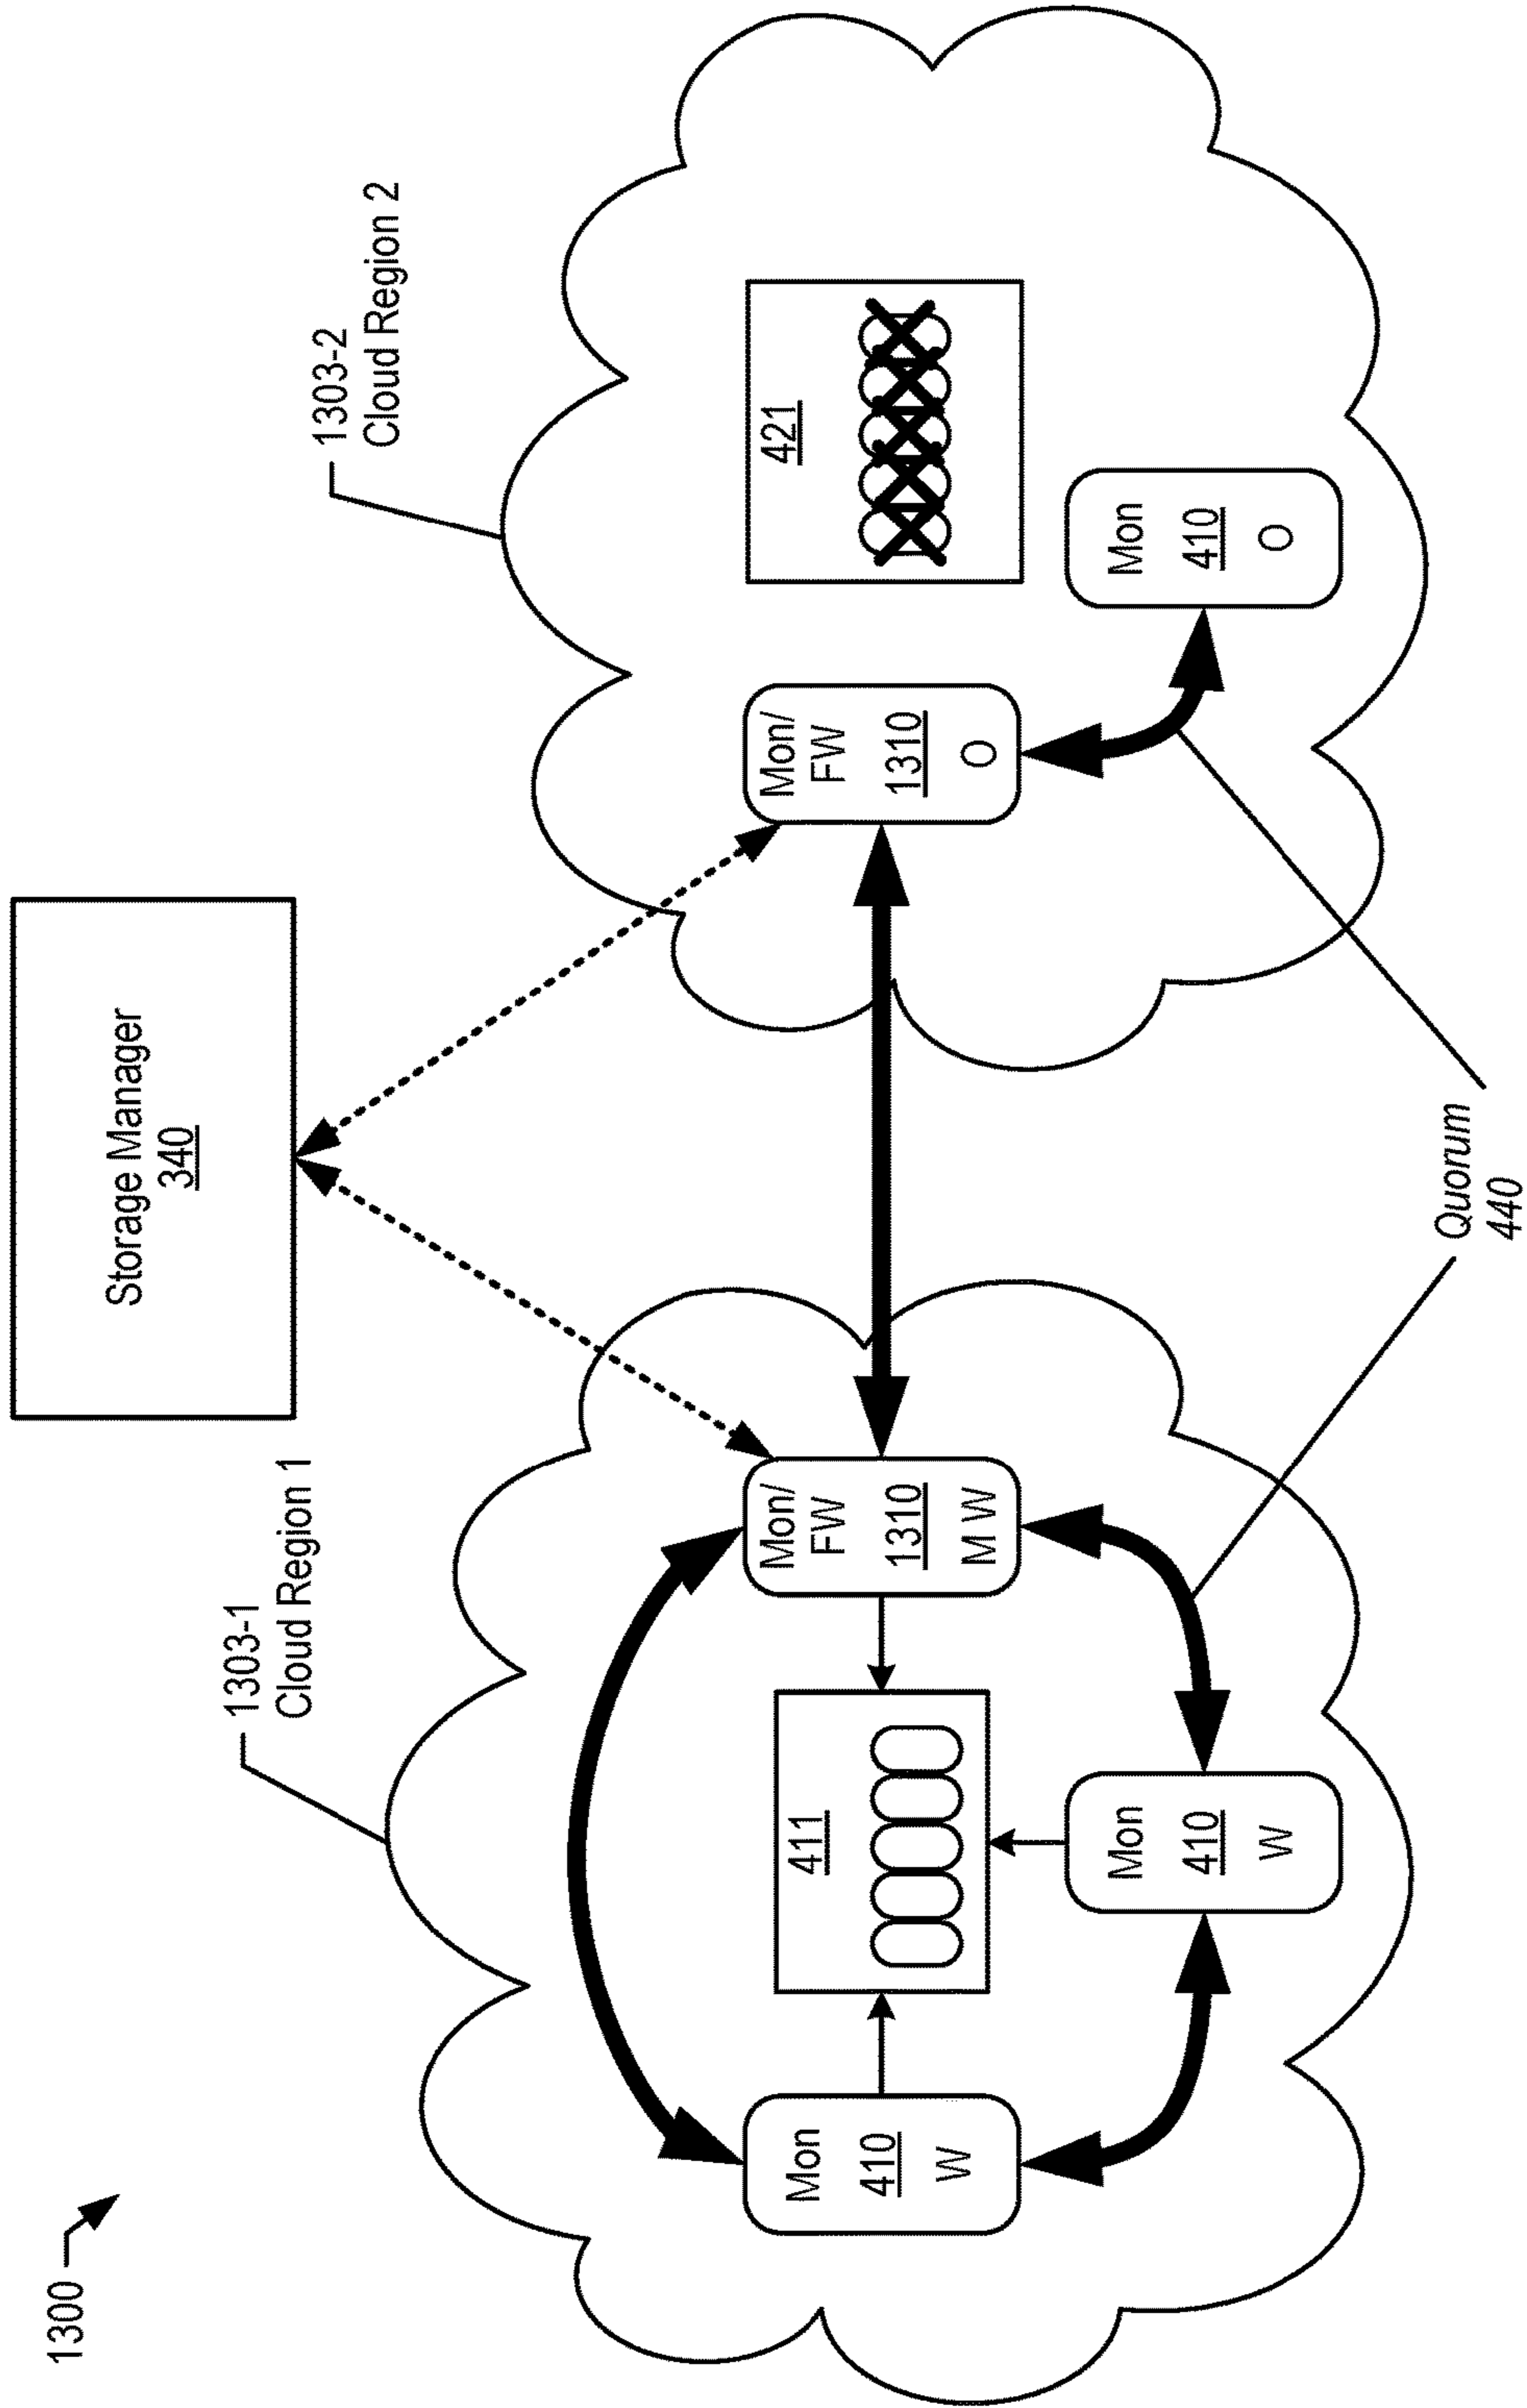 1300
Storage Manager
340
1303-1
Cloud Region 1
1303-2
Cloud Region 2
Mon
410
W
411
Mon/
FW
1310
M W
Mon
410
W
Mon/
FW
1310
O
421
Mon
410
O
Quorum
440